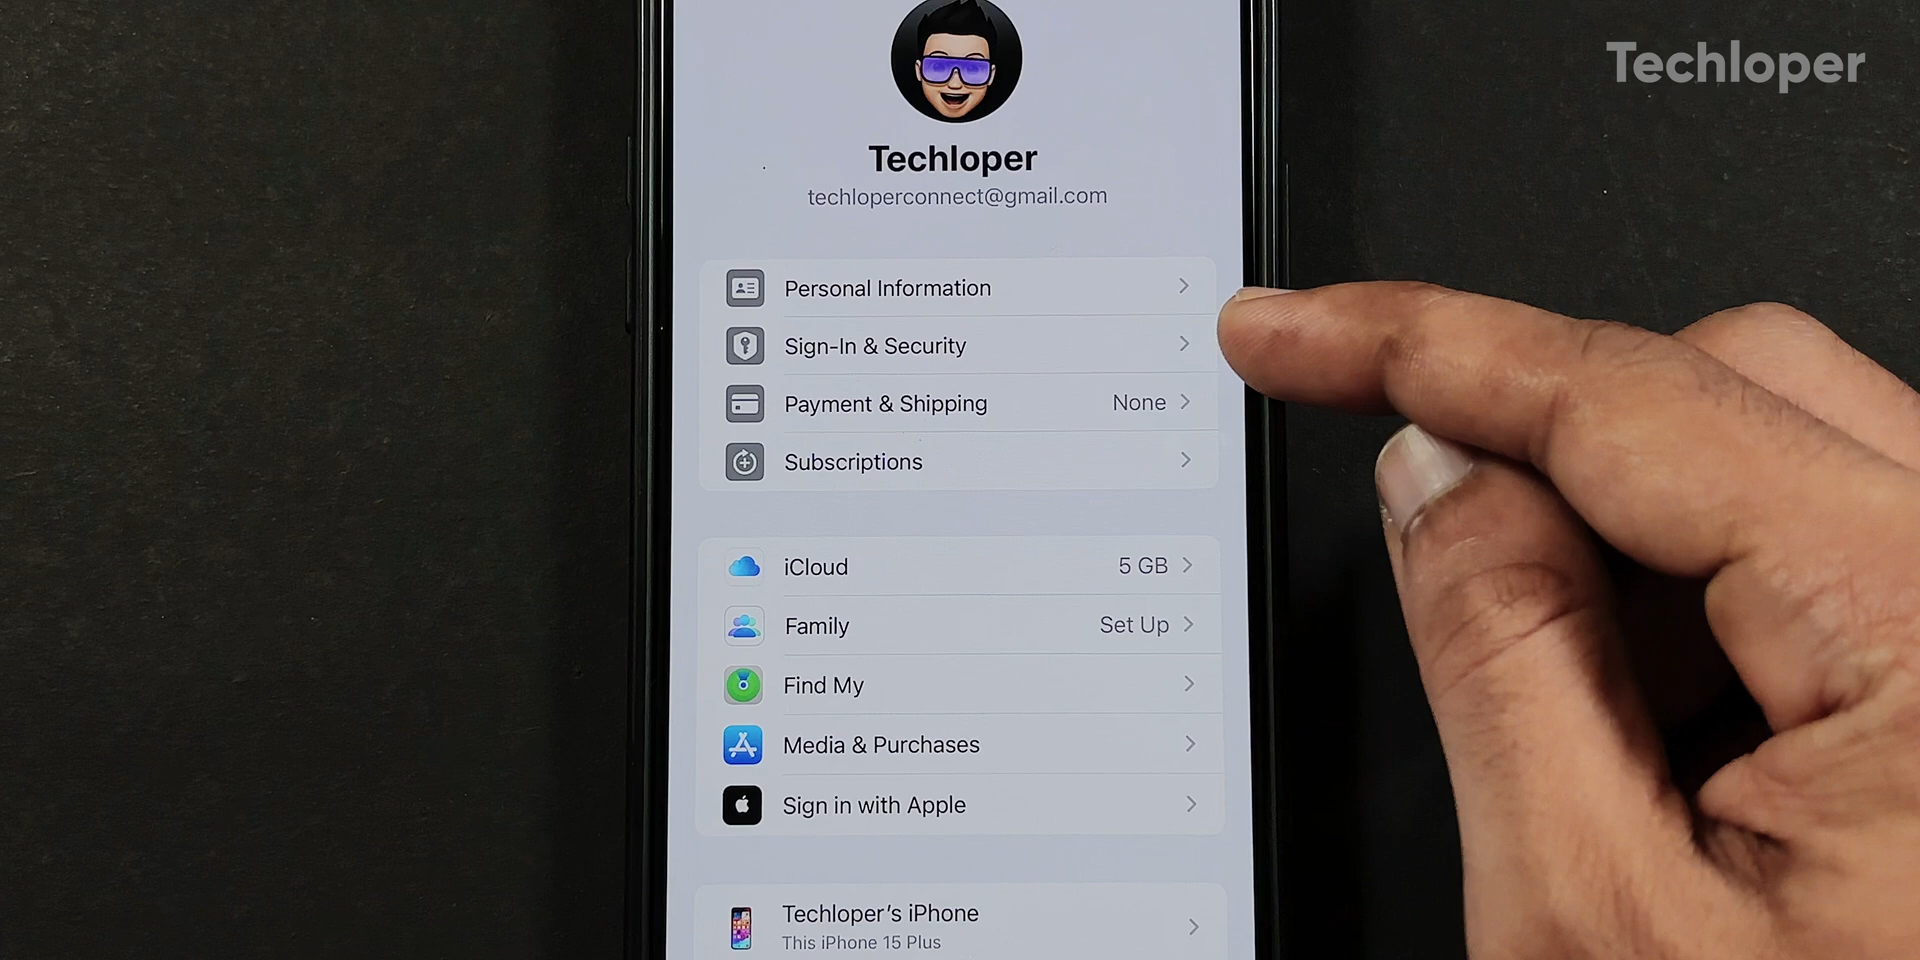 Techloper
Techloper
techloperconnect@gmail.com
Personal Information
Sign-In & Security
Payment & Shipping None
Subscriptions
iCloud 5 GB
Family Set Up
Find My
Media & Purchases
Sign in with Apple
Techloper’s iPhone
This iPhone 15 Plus